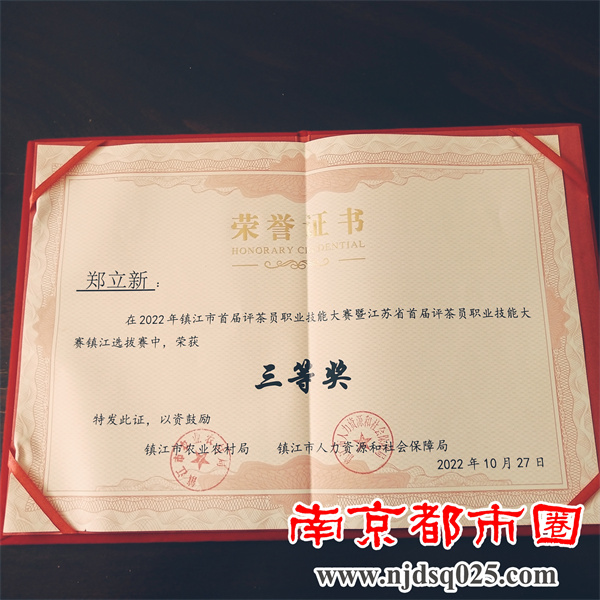 荣誉证书
HONORARY CREDENTIAL
郑立新：
在2022年镇江市首届评茶员职业技能大赛暨江苏省首届评茶员职业技能大
赛镇江选拔赛中，荣获
三等奖
特发此证，以资鼓励
镇江市农业农村局 镇江市人力资源和社会保障局
2022年10月27日
南京都市圈
www.njdsq025.com